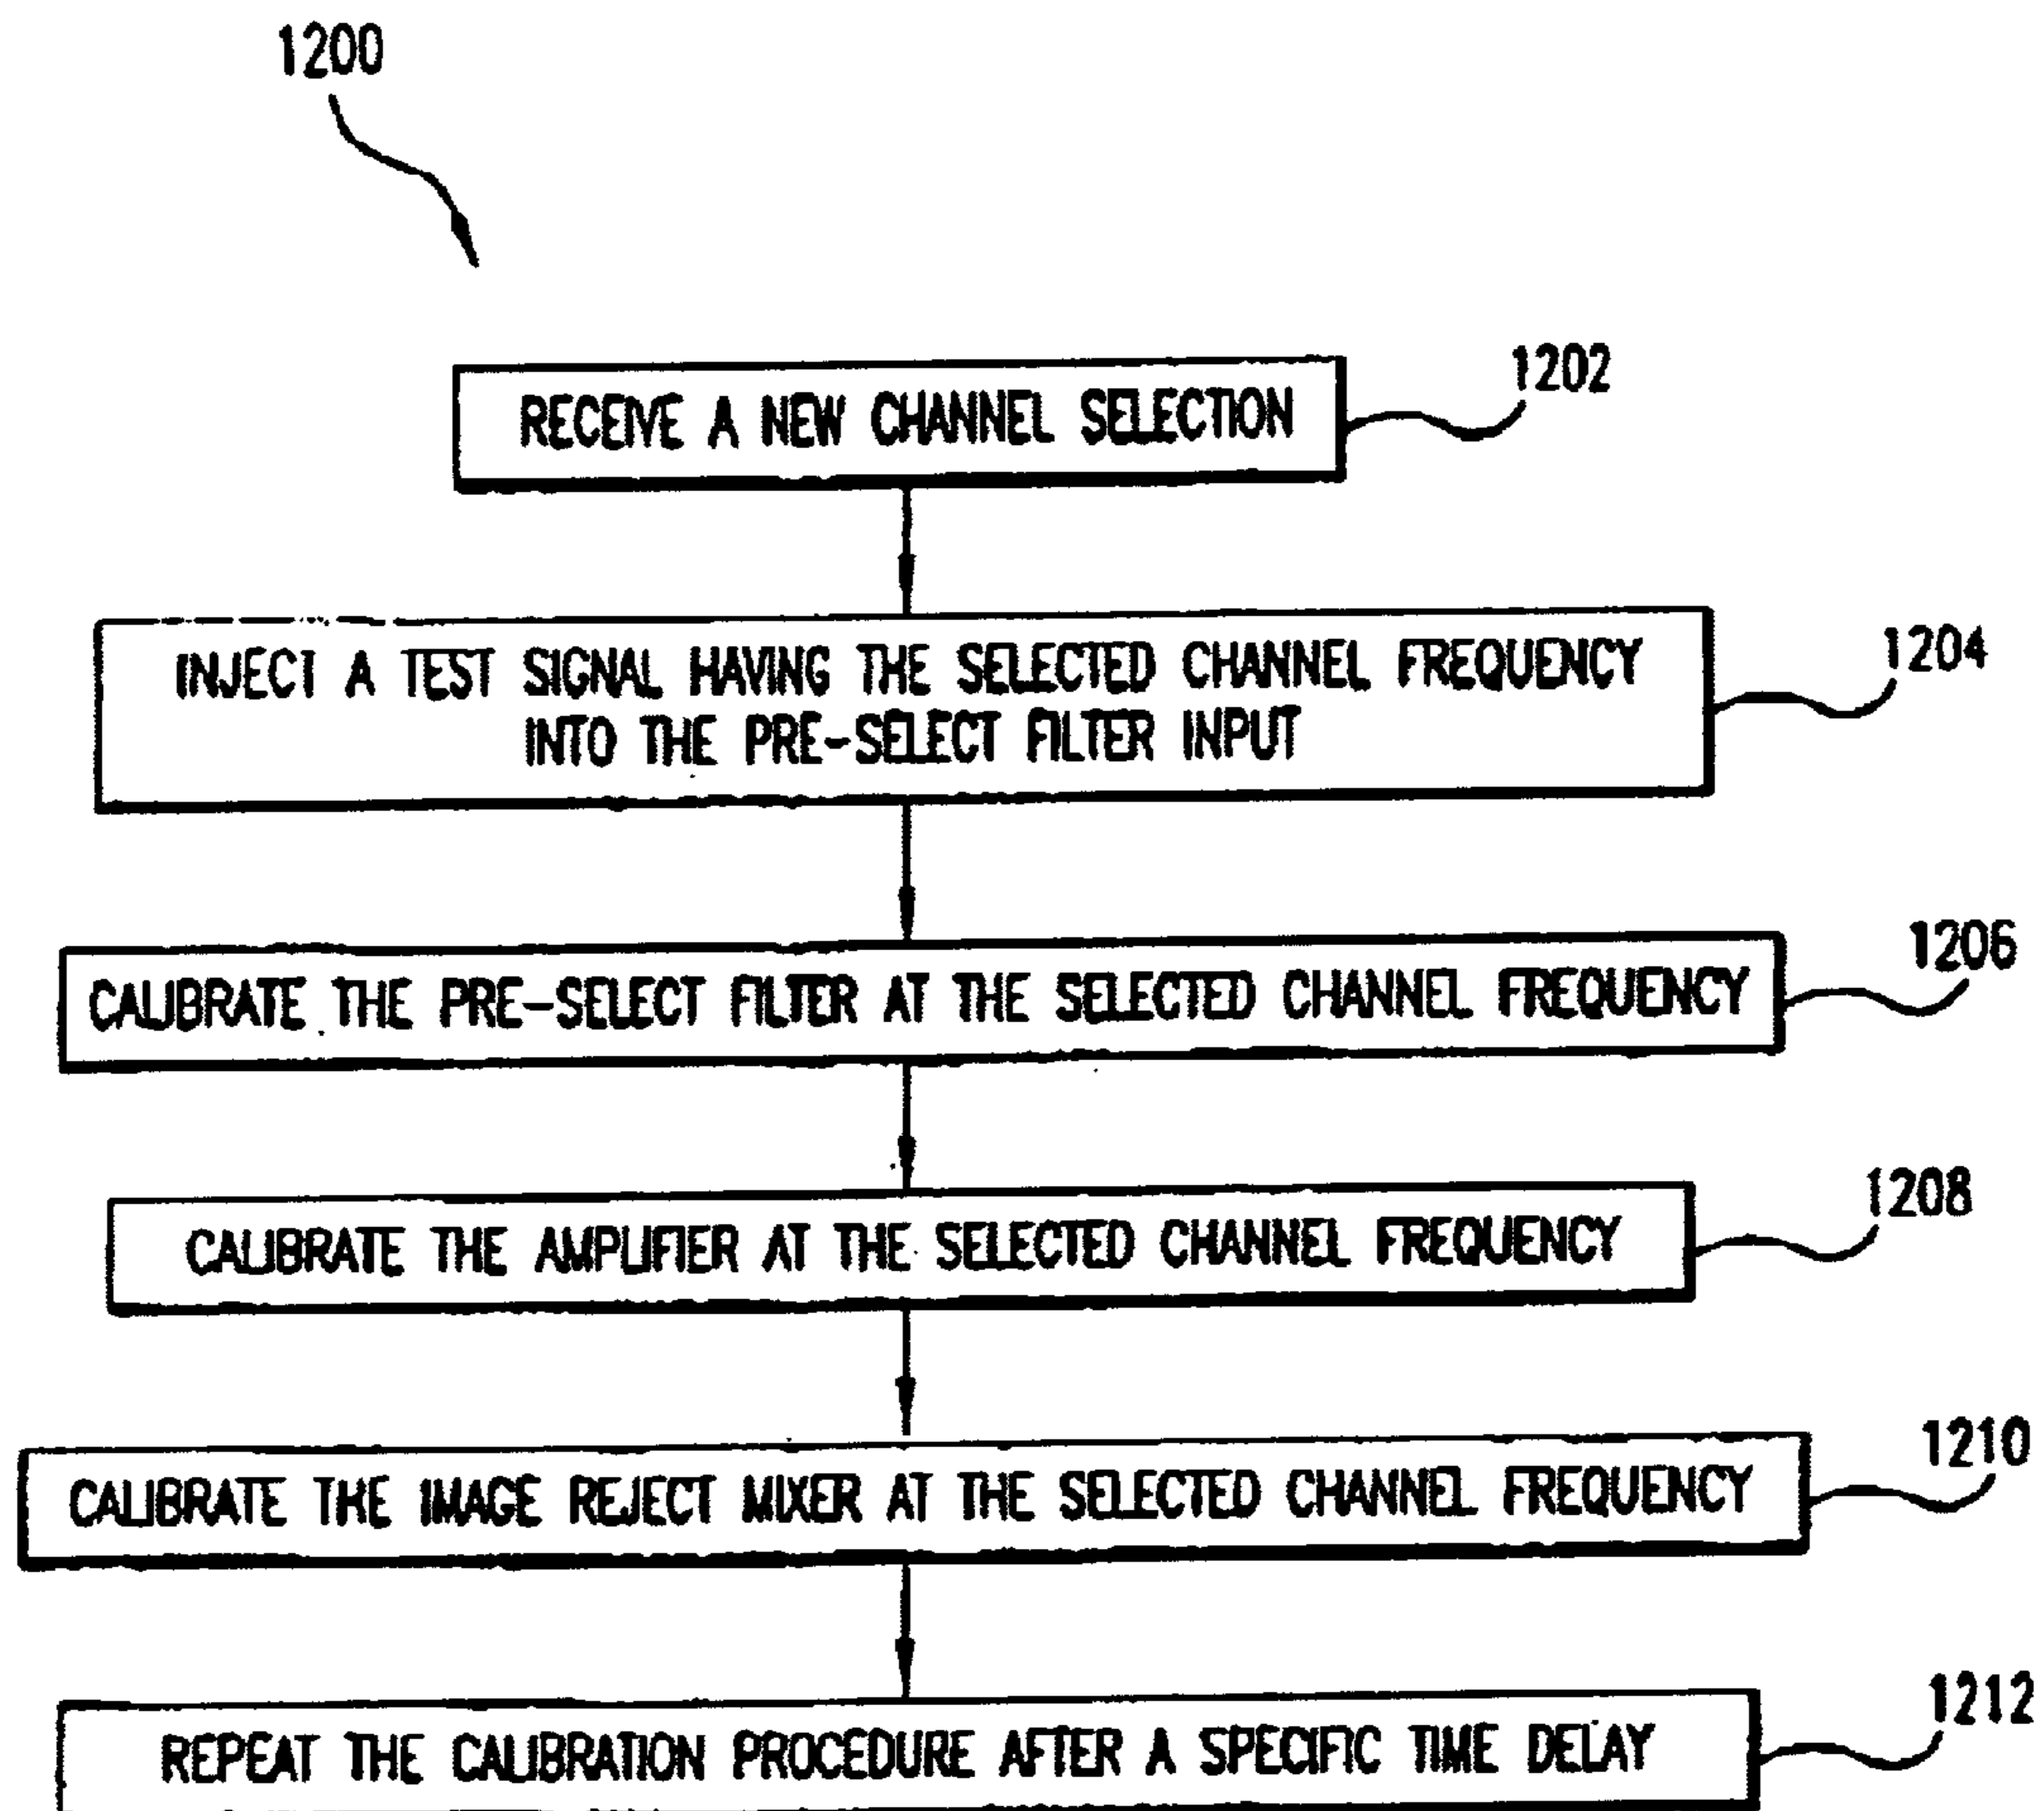 1200
RECEIVE A NEW CHANNEL SELECTION
1202
INJECT A TEST SIGNAL HAVING THE SELECTED CHANNEL FREQUENCY
INTO THE PRE-SELECT FILTER INPUT
1204
CALIBRATE THE PRE-SELECT FILTER AT THE SELECTED CHANNEL FREQUENCY
1206
CALIBRATE THE AMPLIFIER AT THE SELECTED CHANNEL FREQUENCY
1208
CALIBRATE THE IMAGE REJECT MIXER AT THE SELECTED CHANNEL FREQUENCY
1210
REPEAT THE CALIBRATION PROCEDURE AFTER A SPECIFIC TIME DELAY
1212